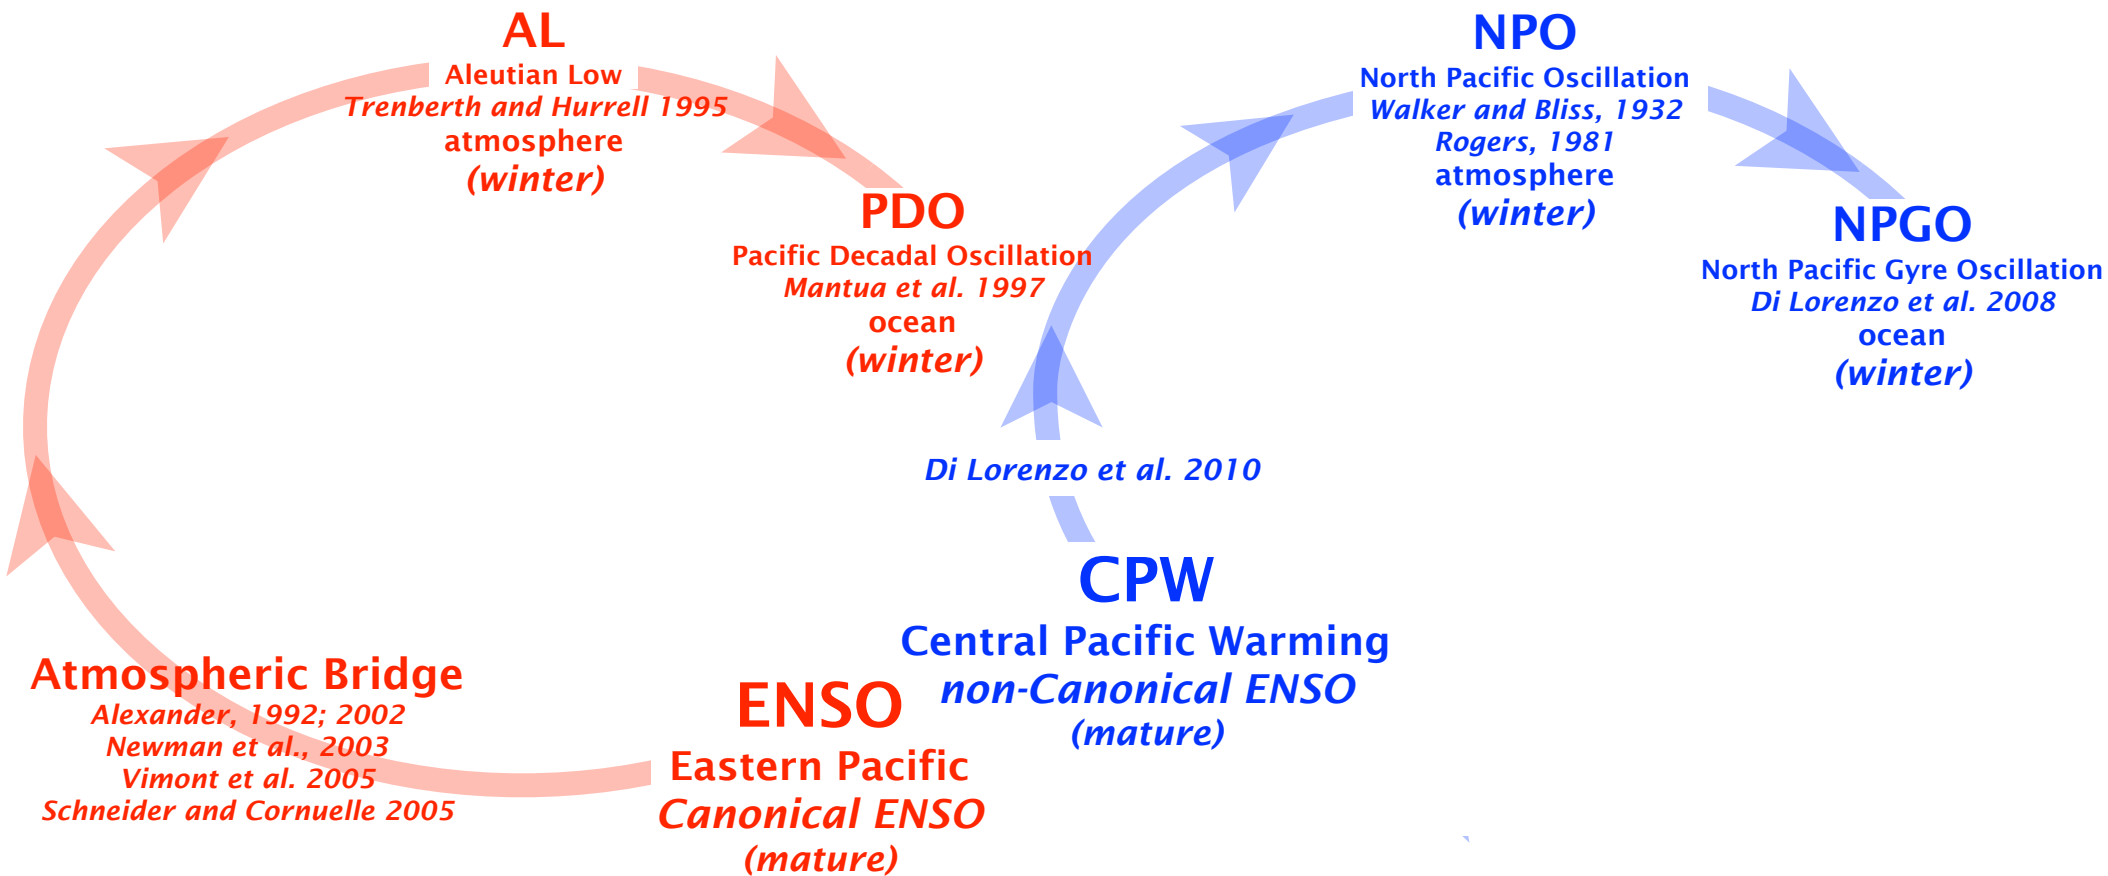 AL
Aleutian Low
Trenberth and Hurrell 1995
atmosphere
(winter)
PDO
Pacific Decadal Oscillation
Mantua et al. 1997
ocean
(winter)
NPO
North Pacific Oscillation
Walker and Bliss, 1932
Rogers, 1981
atmosphere
(winter)
NPGO
North Pacific Gyre Oscillation
Di Lorenzo et al. 2008
ocean
(winter)
Di Lorenzo et al. 2010
CPW
Central Pacific Warming
non-Canonical ENSO
(mature)
Atmospheric Bridge
Alexander, 1992; 2002
Newman et al., 2003
Vimont et al. 2005
Schneider and Cornuelle 2005
ENSO
Eastern Pacific
Canonical ENSO
(mature)